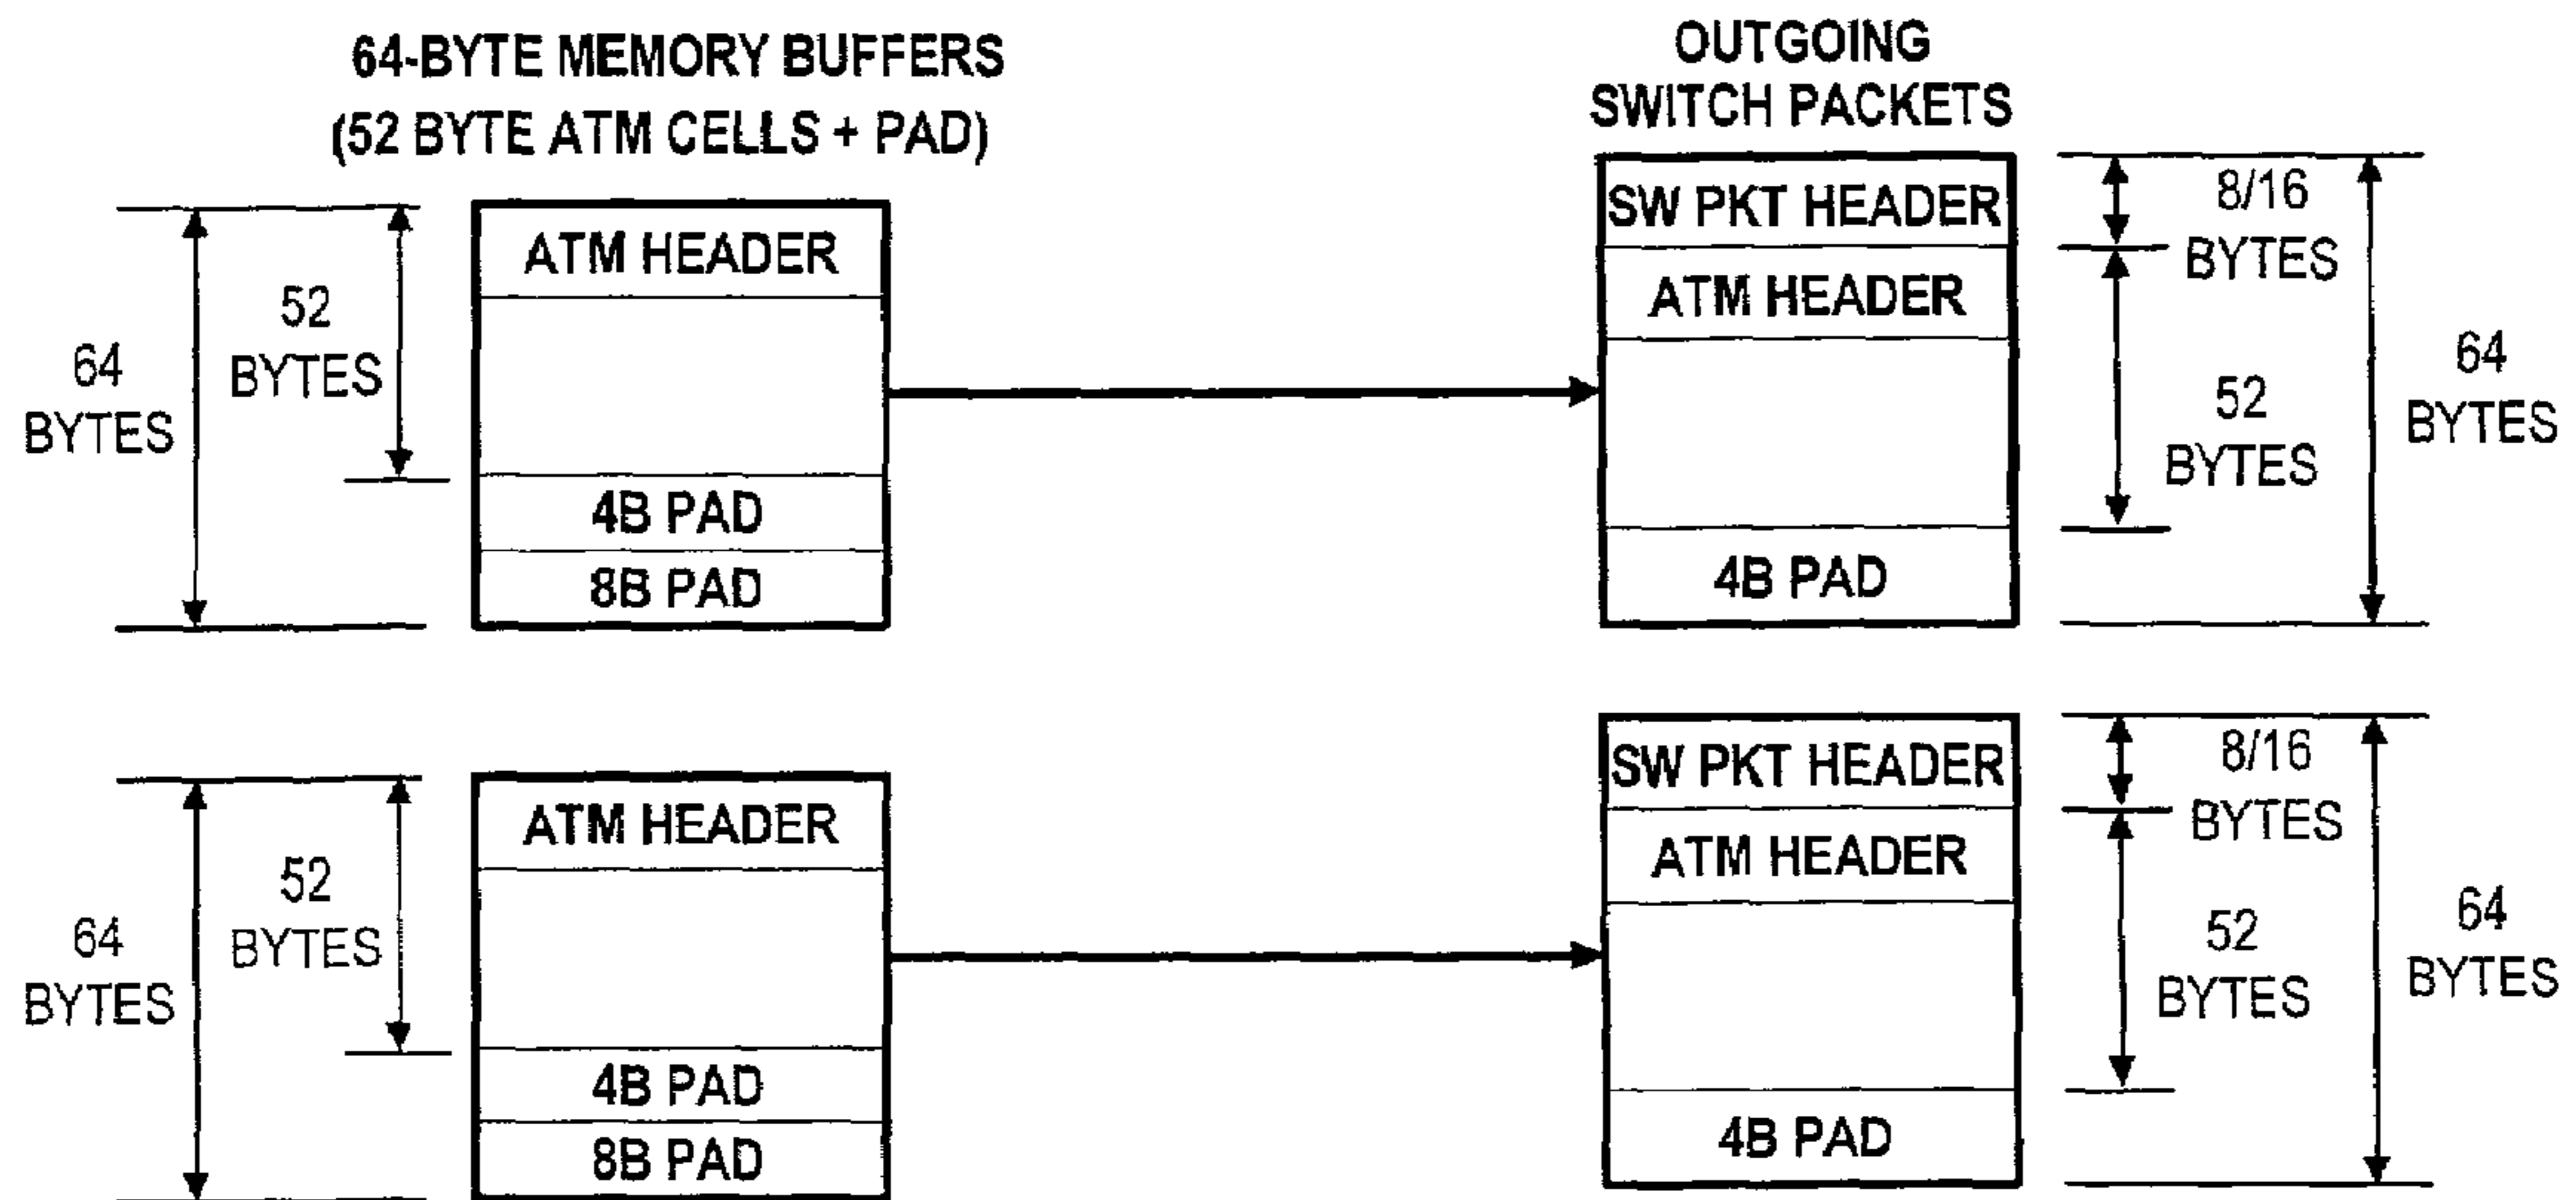 64-BYTE MEMORY BUFFERS
(52 BYTE ATM CELLS + PAD)
OUTGOING
SWITCH PACKETS
64
BYTES
52
BYTES
ATM HEADER
4B PAD
8B PAD
SW PKT HEADER
ATM HEADER
4B PAD
8/16
BYTES
52
BYTES
64
BYTES
64
BYTES
52
BYTES
ATM HEADER
4B PAD
8B PAD
SW PKT HEADER
ATM HEADER
4B PAD
8/16
BYTES
52
BYTES
64
BYTES